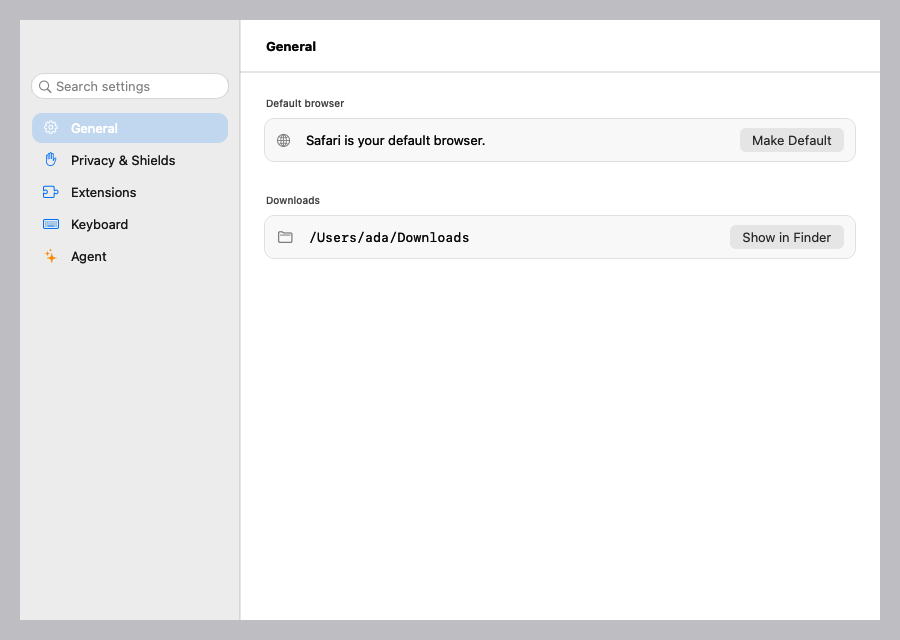 General
Search settings
General
Privacy & Shields
Extensions
Keyboard
Agent
Default browser
Safari is your default browser.
Make Default
Downloads
/Users/ada/Downloads
Show in Finder